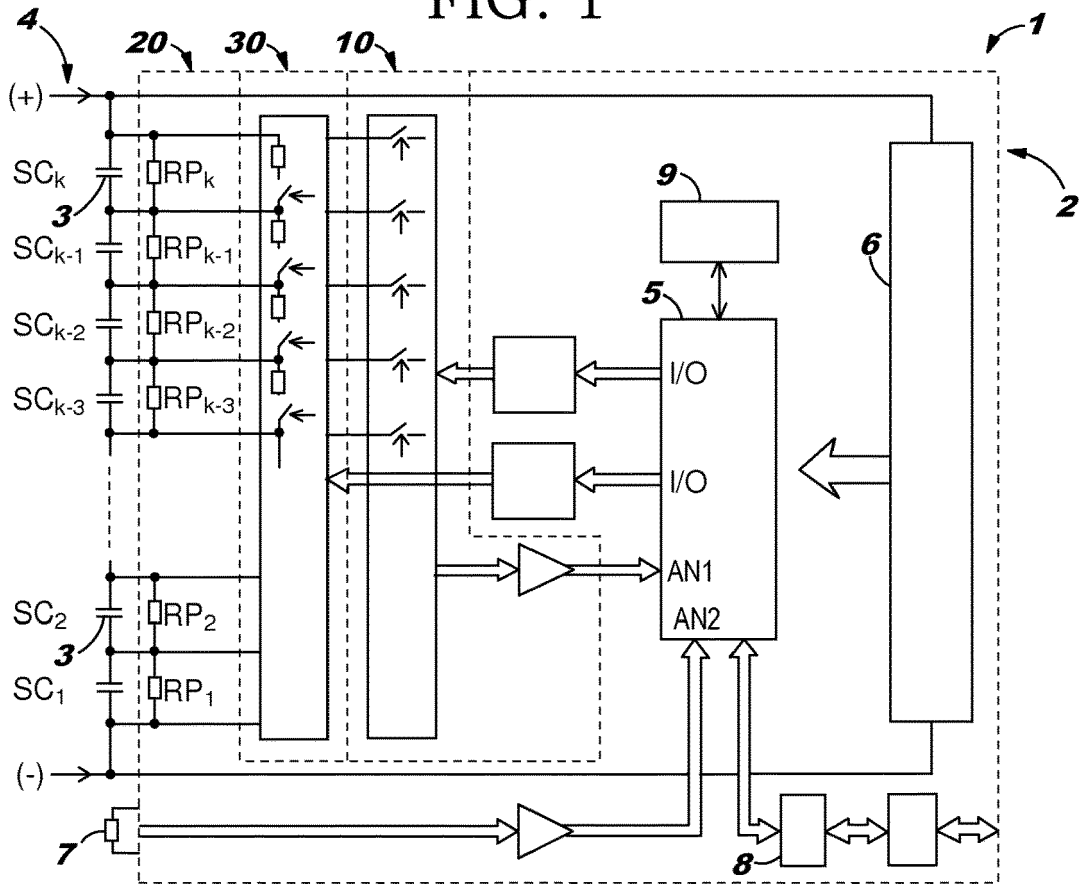 FIG. 1
4
20
30
10
1
(+)
SCk
RPk
3
9
2
SCk-1
RPk-1
6
5
SCk-2
RPk-2
I/O
SCk-3
RPk-3
I/O
AN1
SC2
RP2
AN2
3
SC1
RP1
(-)
7
8